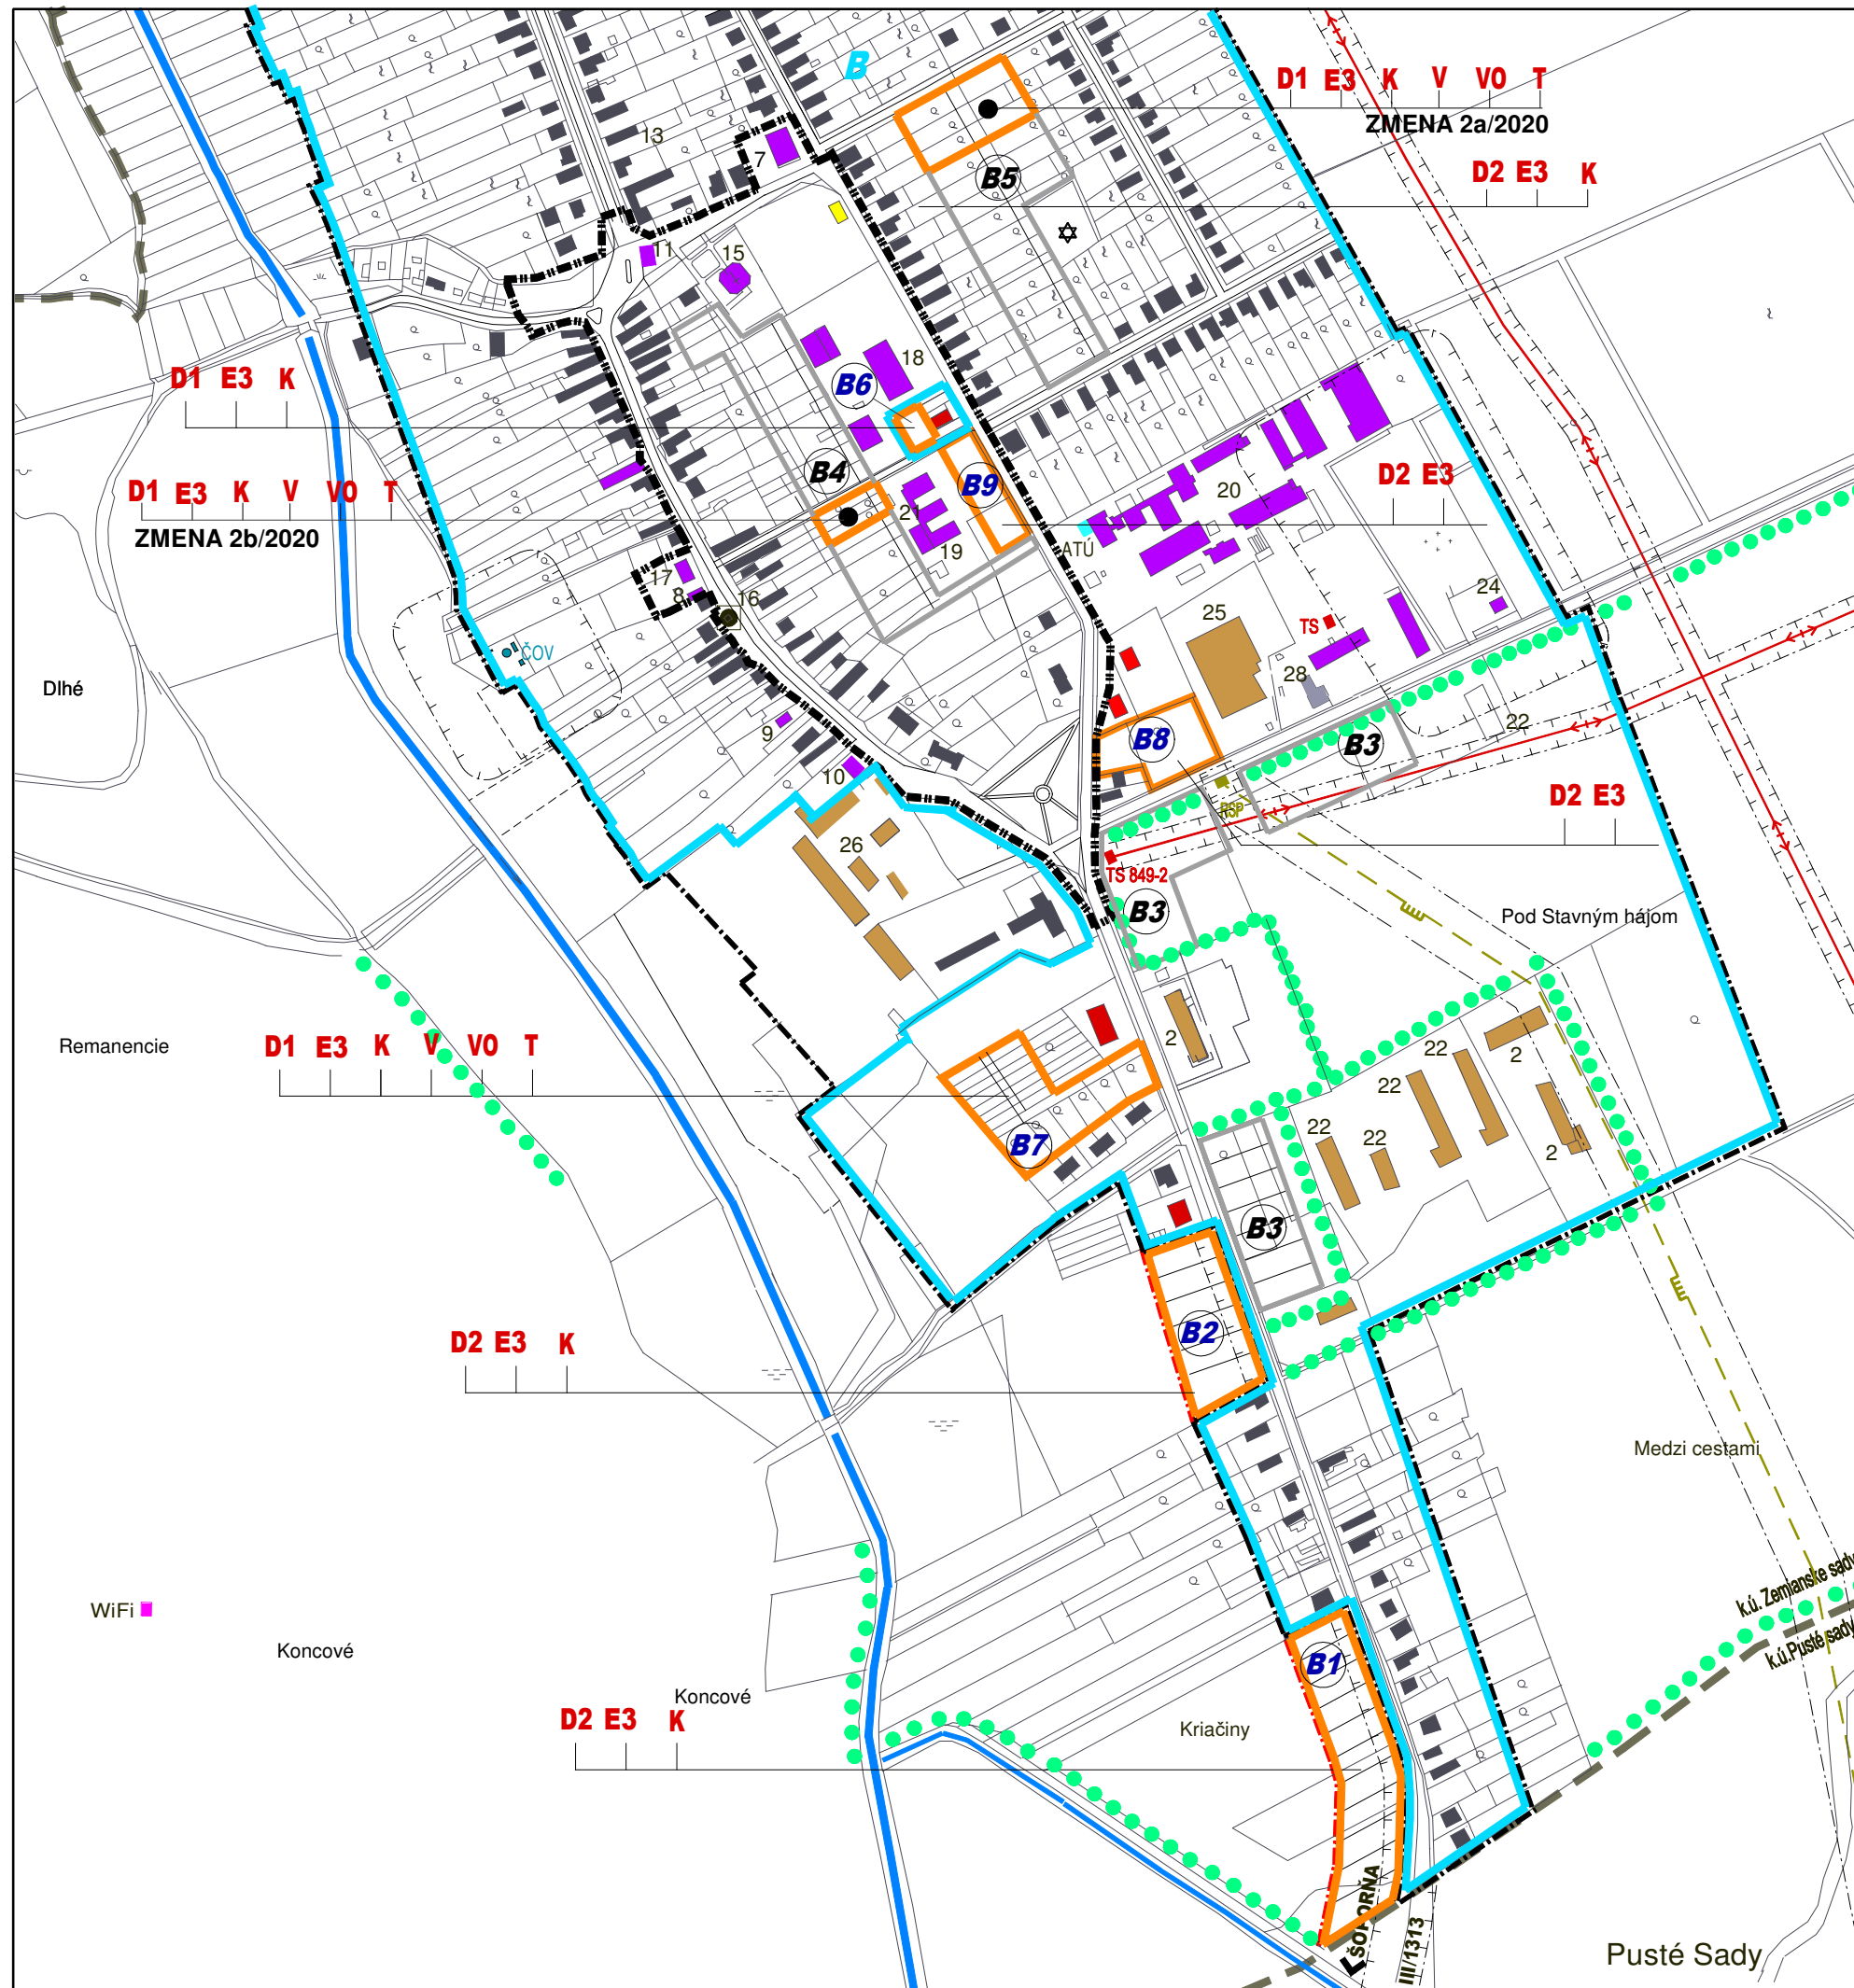 B
D1 E3 K V VO T
ZMENA 2a/2020
13
7
B5
D2 E3 K
11
15
18
D1 E3 K
B6
B4
B9
D2 E3
D1 E3 K V VO T
ZMENA 2b/2020
20
21
19
ATÚ
17
8
16
24
25
TS
ČOV
28
Dlhé
9
22
B8
B3
10
D2 E3
RSP
26
TS 849-2
B3
Pod Stavným hájom
Remanencie
D1 E3 K V VO T
2
22
2
22
22
22
2
B7
B3
D2 E3 K
B2
Medzi cestami
k.ú. Zemianske sady
k.ú.Pusté sady
WiFi
Koncové
B1
Koncové
D2 E3 K
Kriačiny
ŠOPORŇA
III/1313
Pusté Sady